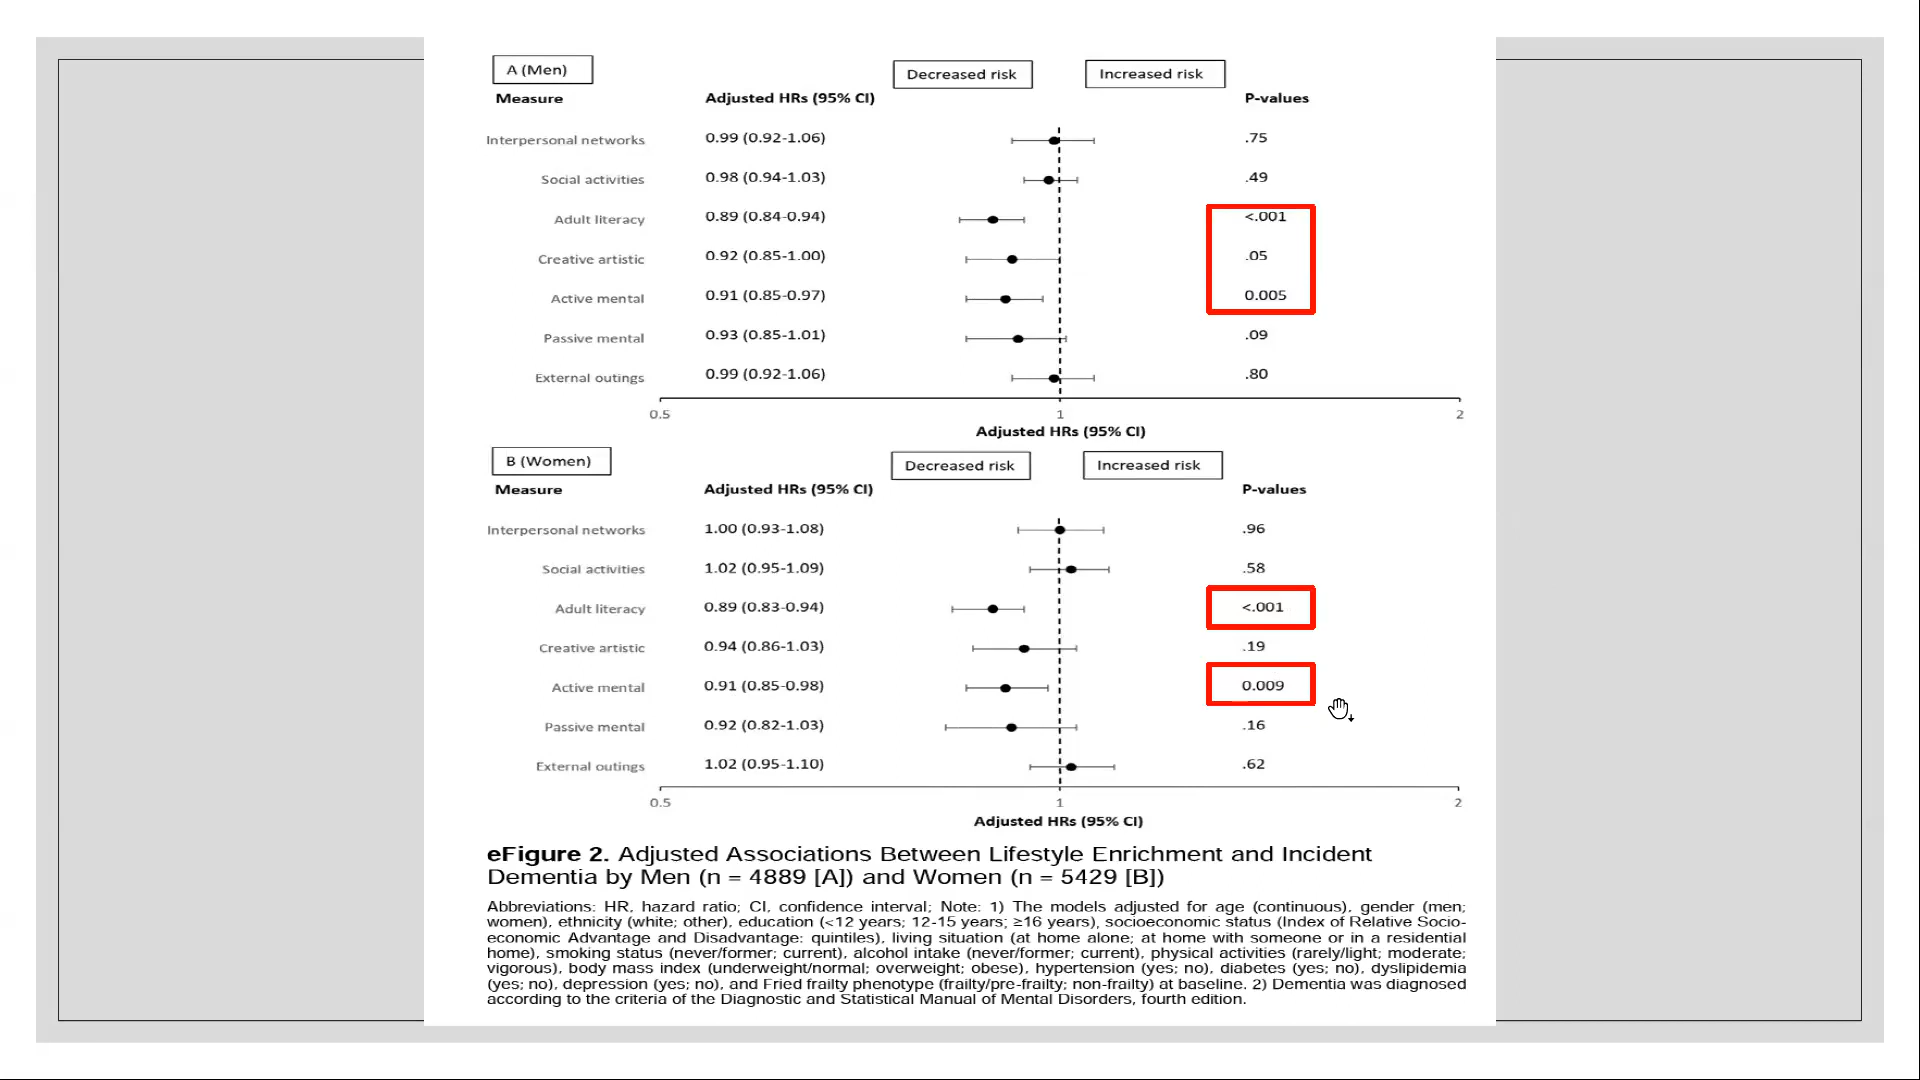 A (Men)
Decreased risk
Increased risk
Measure Adjusted HRs (95% CI) P-values
Interpersonal networks 0.99 (0.92-1.06) .75
Social activities 0.98 (0.94-1.03) .49
Adult literacy 0.89 (0.84-0.94) <.001
Creative artistic 0.92 (0.85-1.00) .05
Active mental 0.91 (0.85-0.97) 0.005
Passive mental 0.93 (0.85-1.01) .09
External outings 0.99 (0.92-1.06) .80
0.5 1 2
Adjusted HRs (95% CI)
B (Women)
Decreased risk
Increased risk
Measure Adjusted HRs (95% CI) P-values
Interpersonal networks 1.00 (0.93-1.08) .96
Social activities 1.02 (0.95-1.09) .58
Adult literacy 0.89 (0.83-0.94) <.001
Creative artistic 0.94 (0.86-1.03) .19
Active mental 0.91 (0.85-0.98) 0.009
Passive mental 0.92 (0.82-1.03) .16
External outings 1.02 (0.95-1.10) .62
0.5 1 2
Adjusted HRs (95% CI)
eFigure 2. Adjusted Associations Between Lifestyle Enrichment and Incident
Dementia by Men (n = 4889 [A]) and Women (n = 5429 [B])
Abbreviations: HR, hazard ratio; CI, confidence interval; Note: 1) The models adjusted for age (continuous), gender (men;
women), ethnicity (white; other), education (<12 years; 12-15 years; ≥16 years), socioeconomic status (Index of Relative Socio-
economic Advantage and Disadvantage: quintiles), living situation (at home alone; at home with someone or in a residential
home), smoking status (never/former; current), alcohol intake (never/former; current), physical activities (rarely/light; moderate;
vigorous), body mass index (underweight/normal; overweight; obese), hypertension (yes; no), diabetes (yes; no), dyslipidemia
(yes; no), depression (yes; no), and Fried frailty phenotype (frailty/pre-frailty; non-frailty) at baseline. 2) Dementia was diagnosed
according to the criteria of the Diagnostic and Statistical Manual of Mental Disorders, fourth edition.